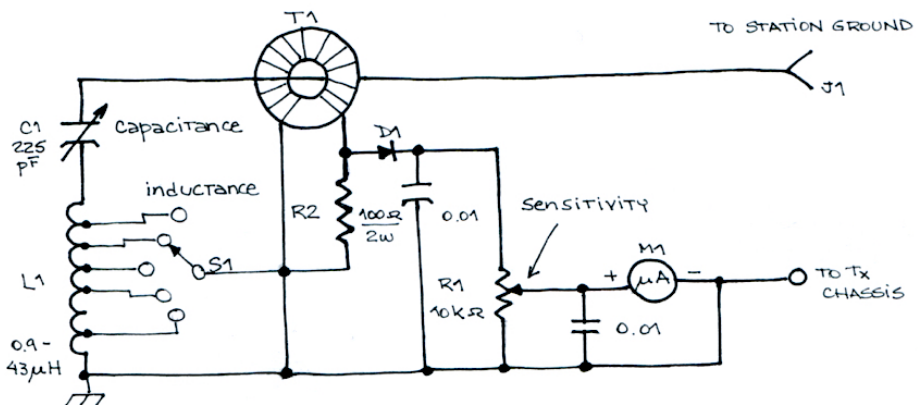 T1
TO STATION GROUND
J1
C1
225
pF
capacitance
D1
inductance
R2
100Ω
2W
0.01
sensitivity
S1
L1
R1
10KΩ
M1
+
μA
-
TO Tx
CHASSIS
0.01
0.9-
43μH